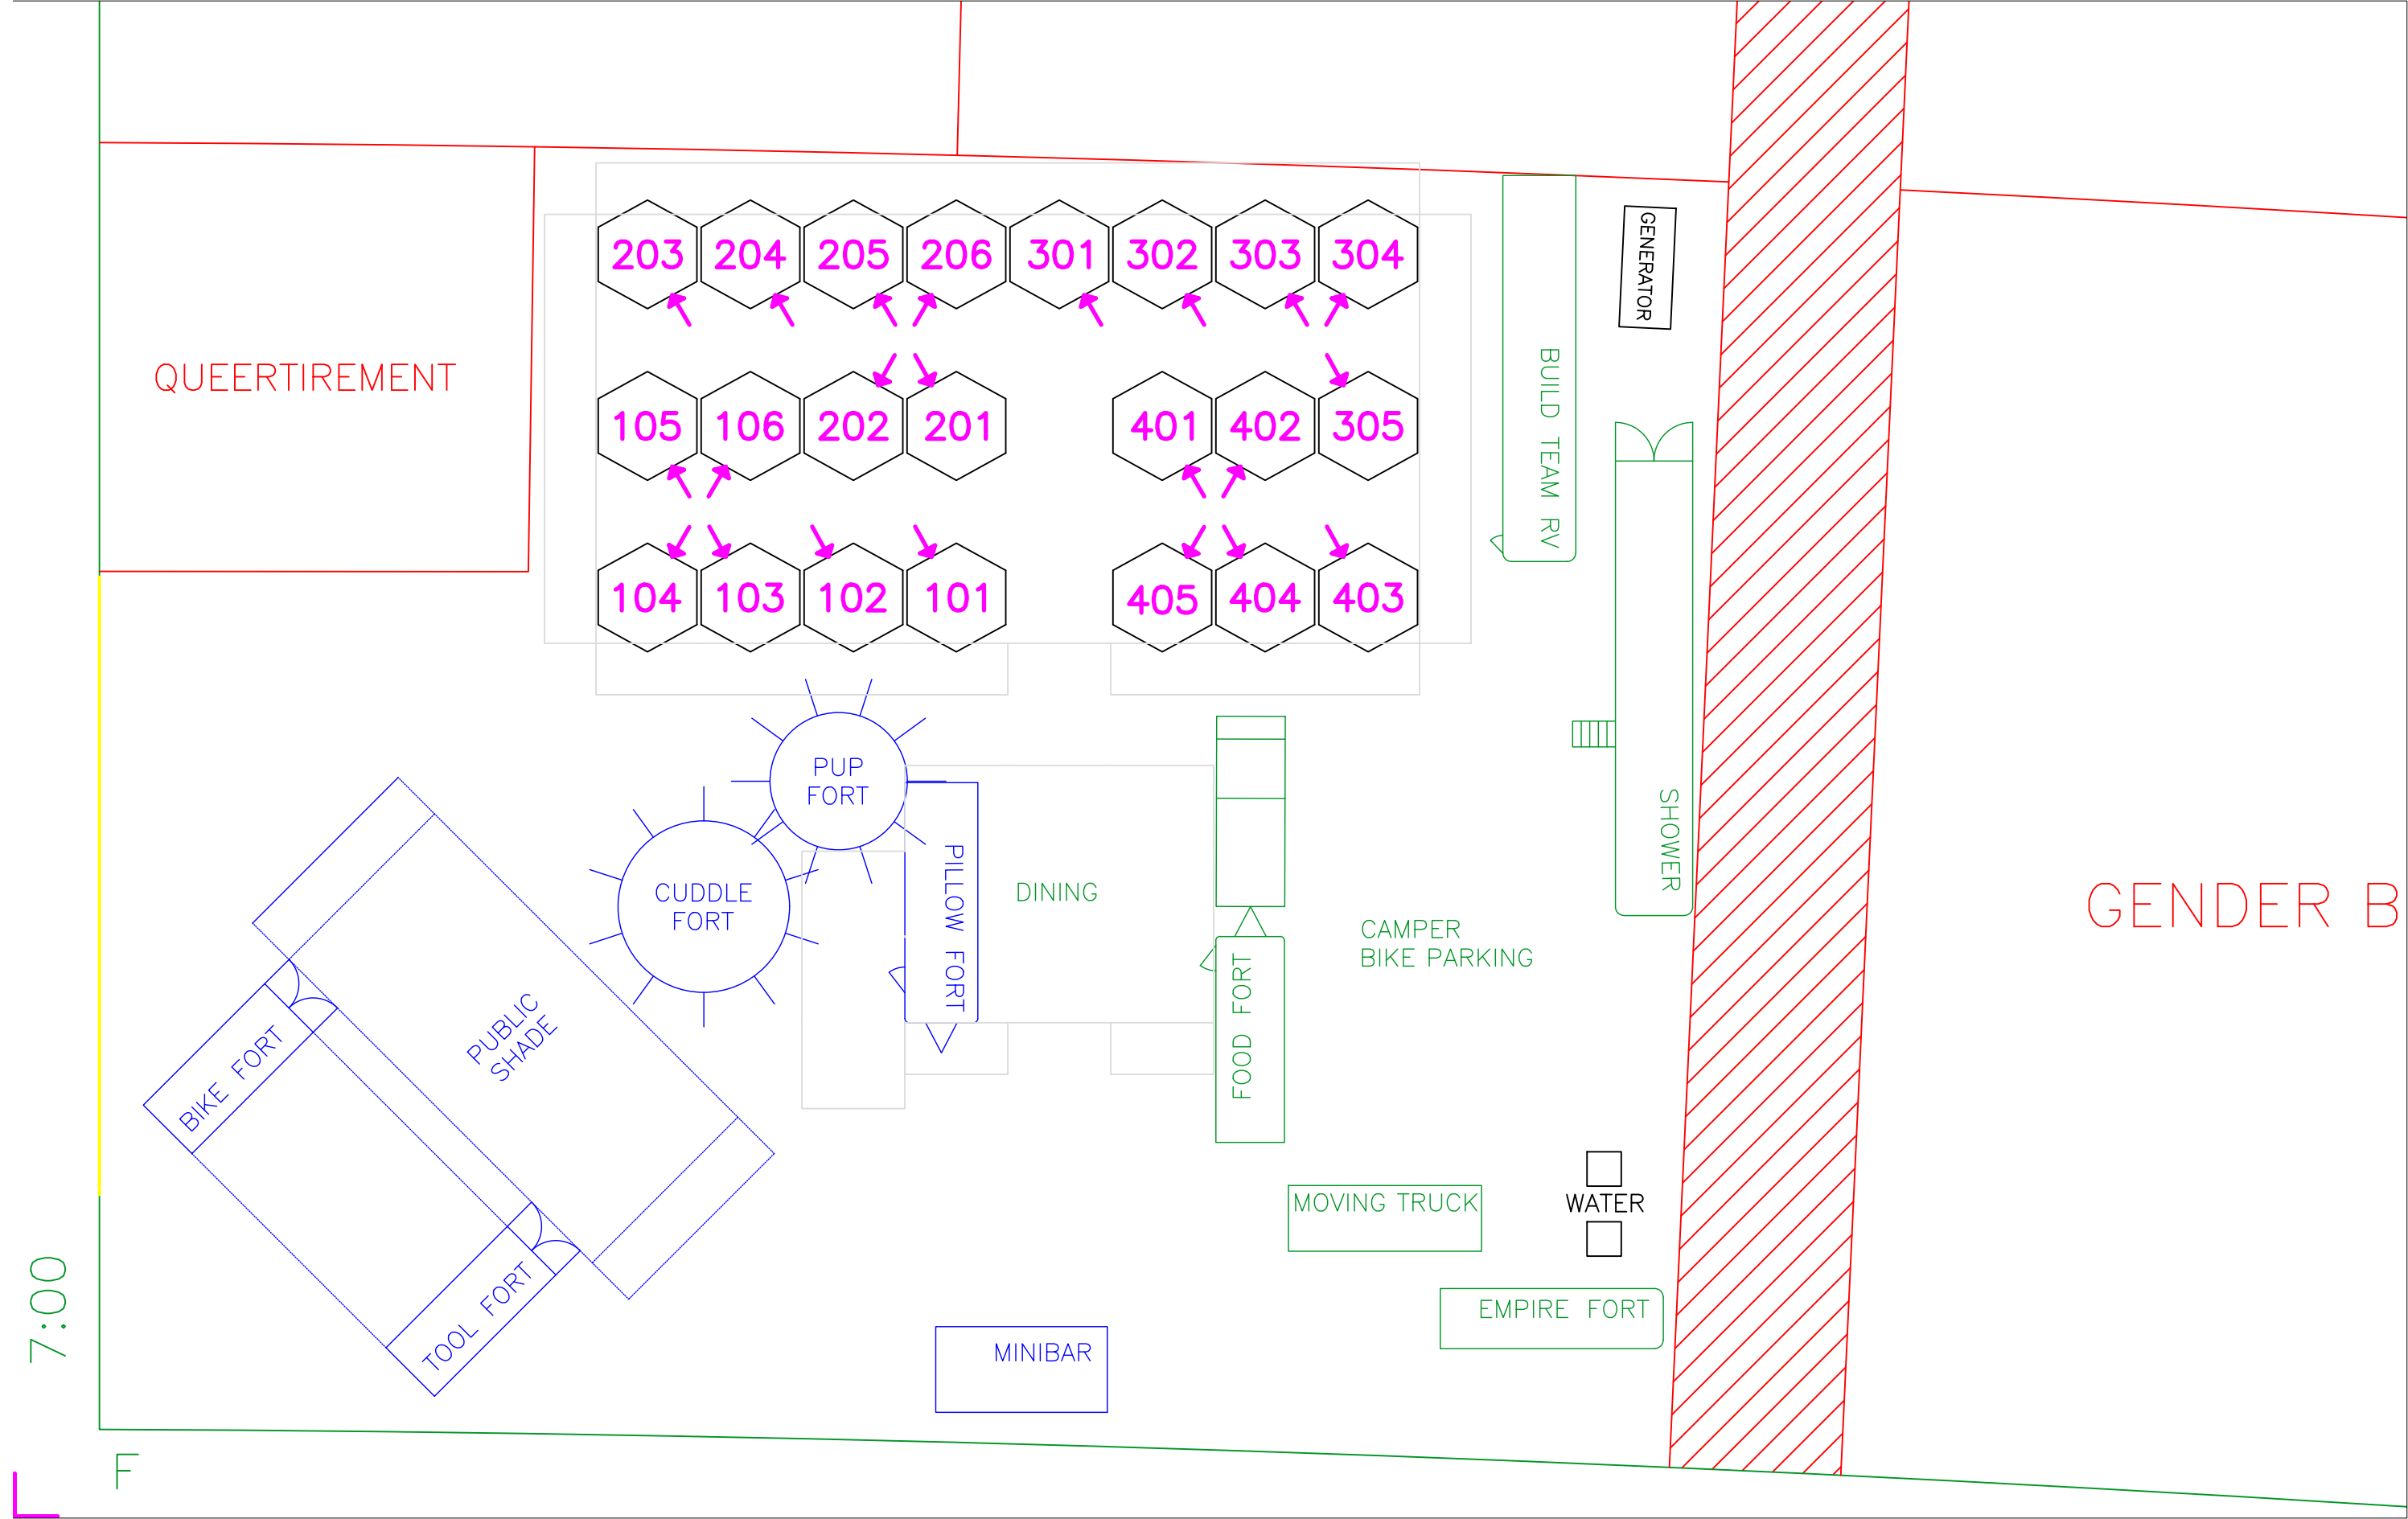 203 204 205 206 301 302 303 304
GENERATOR
QUEERTIREMENT
105 106 202 201 401 402 305
BUILD TEAM RV
104 103 102 101 405 404 403
PUP
FORT
CUDDLE
FORT
PILLOW FORT
DINING
SHOWER
CAMPER
BIKE PARKING
GENDER B
FOOD FORT
PUBLIC
SHADE
BIKE FORT
TOOL FORT
MOVING TRUCK
WATER
EMPIRE FORT
MINIBAR
7:00
F